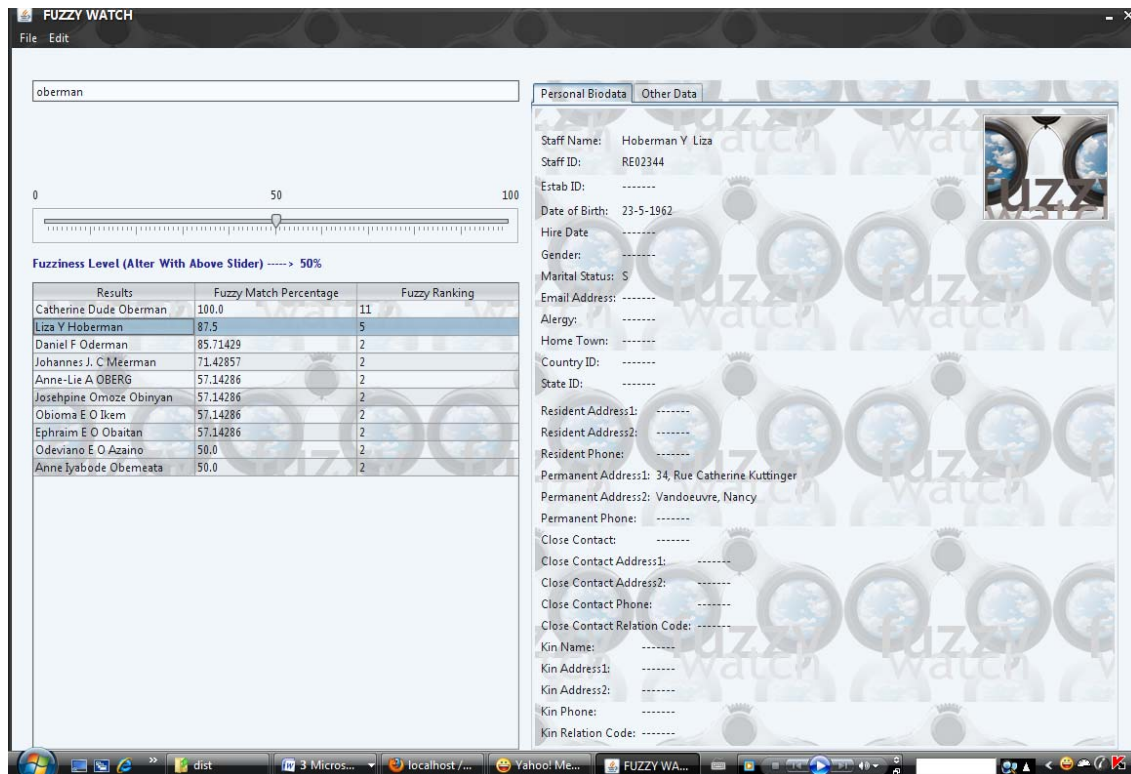 FUZZY WATCH
File Edit
oberman
0 50 100
Fuzziness Level (Alter With Above Slider) -----> 50%
Results Fuzzy Match Percentage Fuzzy Ranking
Catherine Dude Oberman 100.0 11
Liza Y Hoberman 87.5 5
Daniel F Oderman 85.71429 2
Johannes J. C Meerman 71.42857 2
Anne-Lie A OBERG 57.14286 2
Josehpine Omoze Obinyan 57.14286 2
Obioma E O Ikem 57.14286 2
Ephraim E O Obaitan 57.14286 2
Odeviano E O Azaino 50.0 2
Anne Iyabode Obemeata 50.0 2
Personal Biodata Other Data
Staff Name: Hoberman Y Liza
Staff ID: RE02344
Estab ID: -------
Date of Birth: 23-5-1962
Hire Date -------
Gender: -------
Marital Status: S
Email Address: -------
Alergy: -------
Home Town: -------
Country ID: -------
State ID: -------
Resident Address1: -------
Resident Address2: -------
Resident Phone: -------
Permanent Address1: 34, Rue Catherine Kuttinger
Permanent Address2: Vandoeuvre, Nancy
Permanent Phone: -------
Close Contact: -------
Close Contact Address1: -------
Close Contact Address2: -------
Close Contact Phone: -------
Close Contact Relation Code: -------
Kin Name: -------
Kin Address1: -------
Kin Address2: -------
Kin Phone: -------
Kin Relation Code: -------
fuzzy watch
dist 3 Micros... localhost /... Yahoo! Me... FUZZY WA...